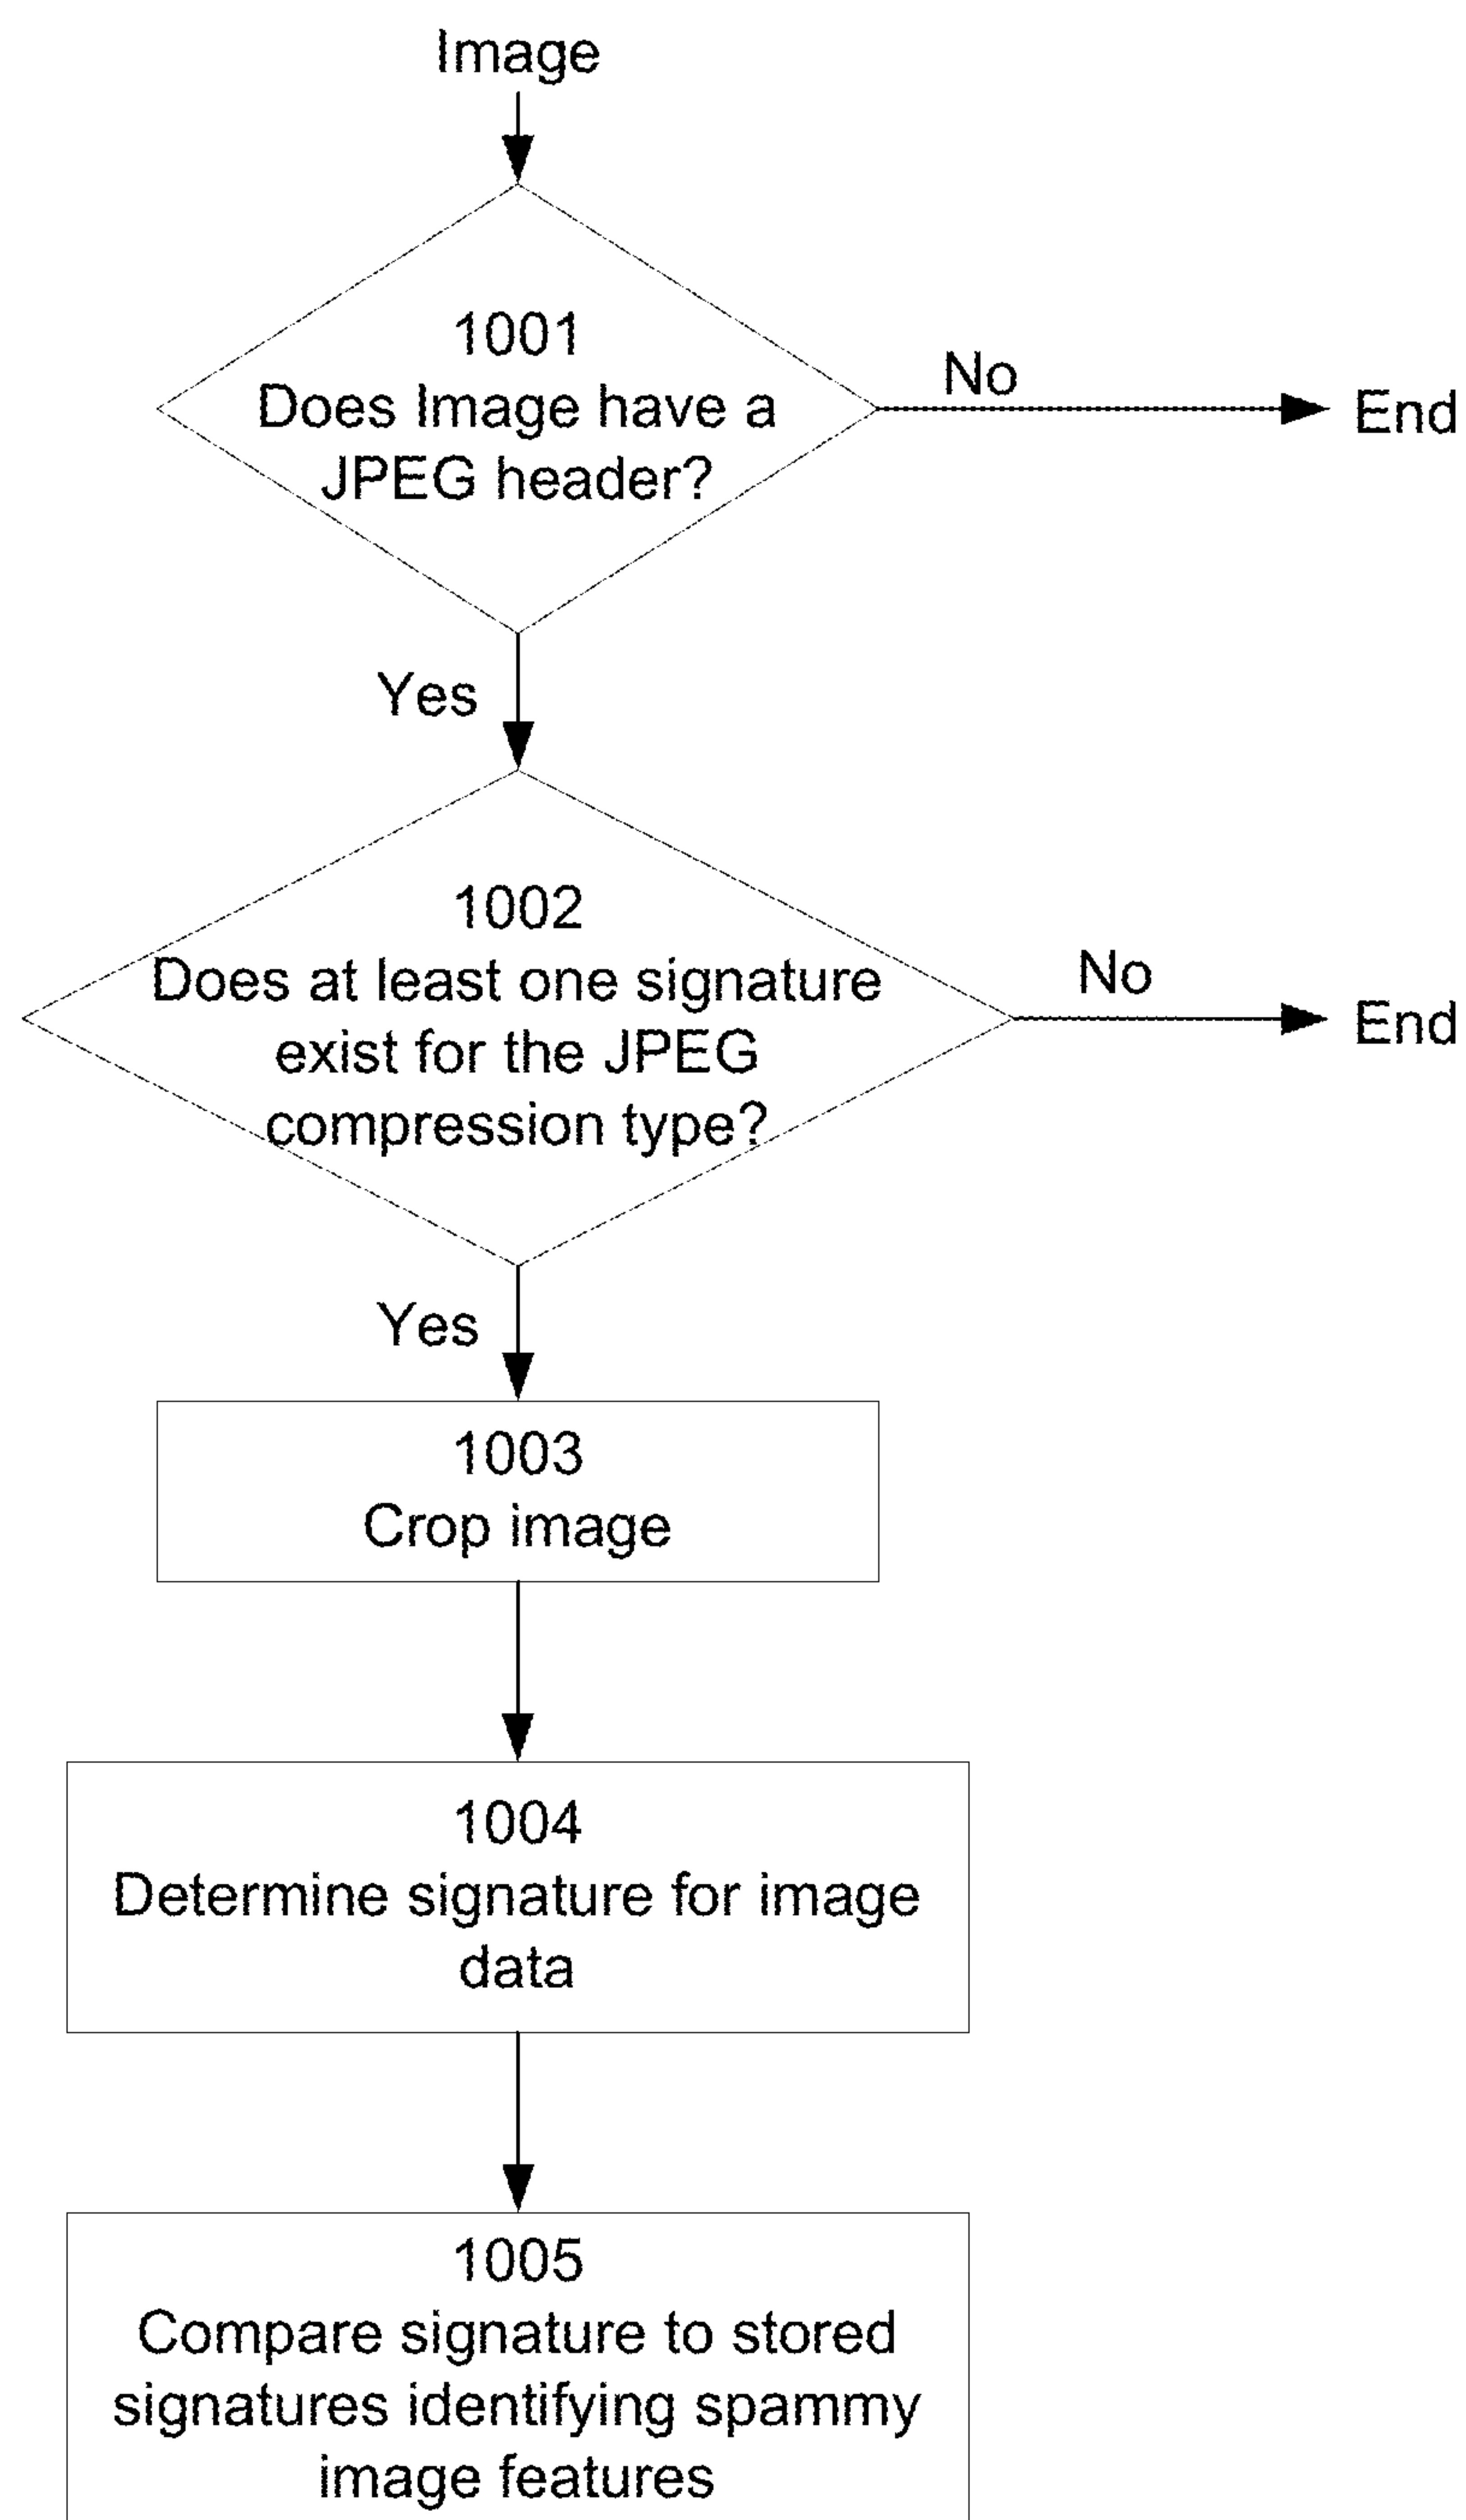 Image
1001
Does Image have a
JPEG header?
No
End
Yes
1002
Does at least one signature
exist for the JPEG
compression type?
No
End
Yes
1003
Crop image
1004
Determine signature for image
data
1005
Compare signature to stored
signatures identifying spammy
image features